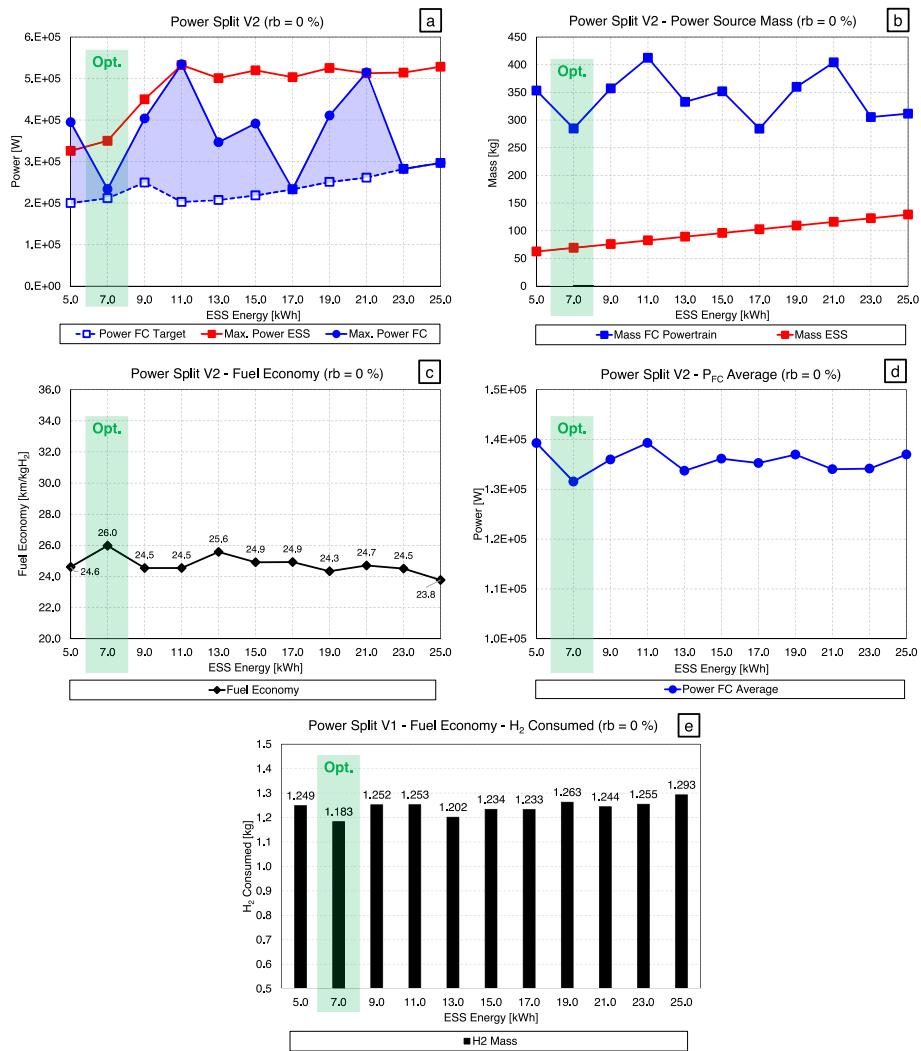 Power Split V2 (rb = 0 %)
a
6.E+05
5.E+05
4.E+05
3.E+05
2.E+05
1.E+05
0.E+00
Power [W]
Opt.
5.0 7.0 9.0 11.0 13.0 15.0 17.0 19.0 21.0 23.0 25.0
ESS Energy [kWh]
Power FC Target Max. Power ESS Max. Power FC
Power Split V2 - Power Source Mass (rb = 0 %)
b
450
400
350
300
250
200
150
100
50
0
Mass [kg]
Opt.
5.0 7.0 9.0 11.0 13.0 15.0 17.0 19.0 21.0 23.0 25.0
ESS Energy [kWh]
Mass FC Powertrain Mass ESS
Power Split V2 - Fuel Economy (rb = 0 %)
c
36.0
34.0
32.0
30.0
28.0
26.0
24.0
22.0
20.0
Fuel Economy [km/kgH₂]
Opt.
24.6 26.0 24.5 24.5 25.6 24.9 24.9 24.3 24.7 24.5 23.8
5.0 7.0 9.0 11.0 13.0 15.0 17.0 19.0 21.0 23.0 25.0
ESS Energy [kWh]
Fuel Economy
Power Split V2 - P_FC Average (rb = 0 %)
d
1.E+05
1.E+05
1.E+05
1.E+05
1.E+05
1.E+05
Power [W]
Opt.
5.0 7.0 9.0 11.0 13.0 15.0 17.0 19.0 21.0 23.0 25.0
ESS Energy [kWh]
Power FC Average
Power Split V1 - Fuel Economy - H₂ Consumed (rb = 0 %)
e
1.5
1.4
1.3
1.2
1.1
1.0
0.9
0.8
0.7
0.6
0.5
H₂ Consumed [kg]
Opt.
1.249 1.183 1.252 1.253 1.202 1.234 1.233 1.263 1.244 1.255 1.293
5.0 7.0 9.0 11.0 13.0 15.0 17.0 19.0 21.0 23.0 25.0
ESS Energy [kWh]
H2 Mass